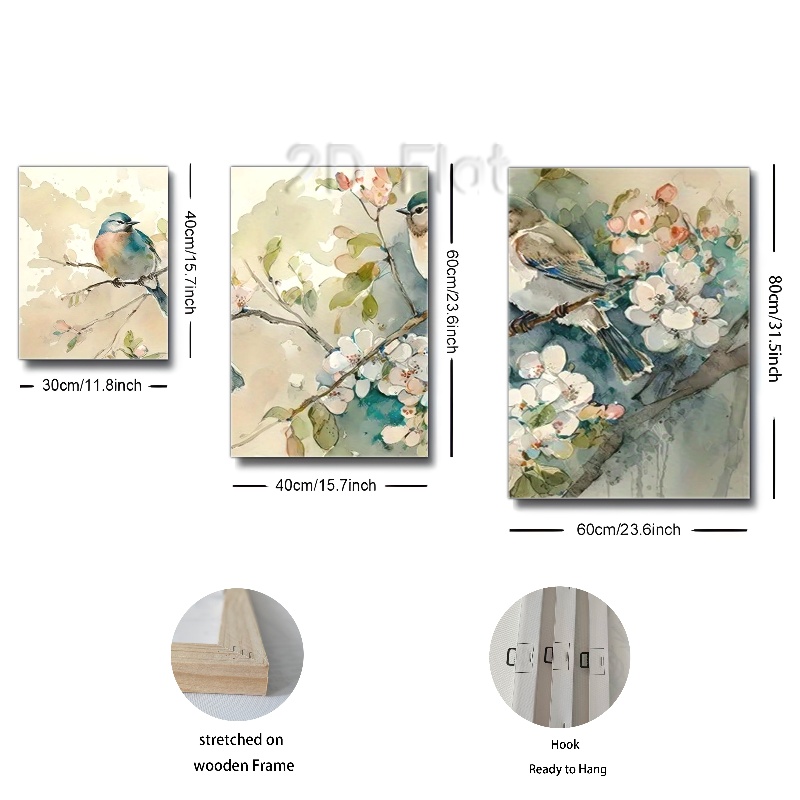 2D Flat
40cm/15.7inch
30cm/11.8inch
60cm/23.6inch
40cm/15.7inch
80cm/31.5inch
60cm/23.6inch
stretched on
wooden Frame
Hook
Ready to Hang